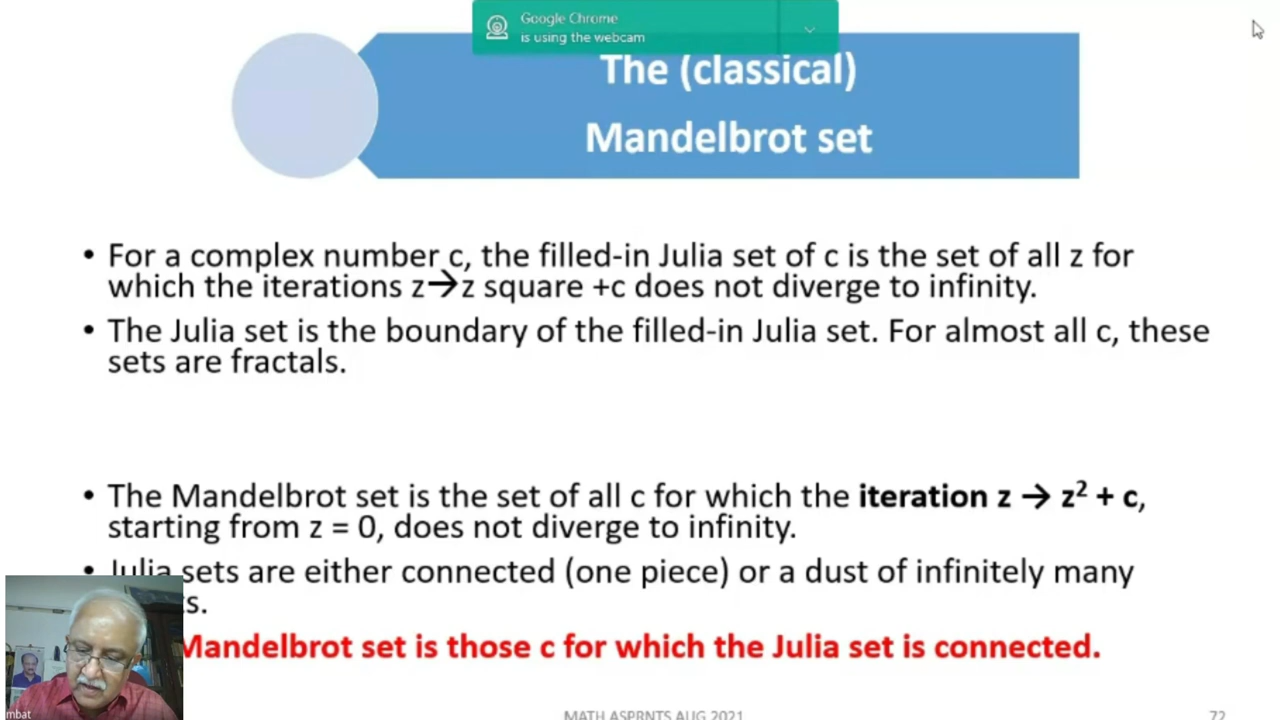 Google Chrome
is using the webcam
The (classical)
Mandelbrot set
• For a complex number c, the filled-in Julia set of c is the set of all z for
which the iterations z→z square +c does not diverge to infinity.
• The Julia set is the boundary of the filled-in Julia set. For almost all c, these
sets are fractals.
• The Mandelbrot set is the set of all c for which the iteration z → z² + c,
starting from z = 0, does not diverge to infinity.
• Julia sets are either connected (one piece) or a dust of infinitely many
Mandelbrot set is those c for which the Julia set is connected.
mbat
MATH ASPRNTS AUG 2021
72